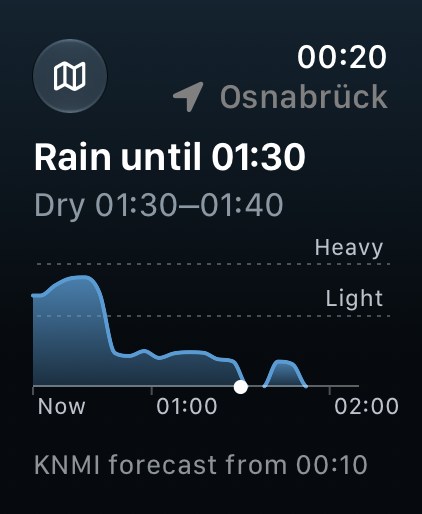 00:20
Osnabrück
Rain until 01:30
Dry 01:30–01:40
Heavy
Light
Now 01:00 02:00
KNMI forecast from 00:10